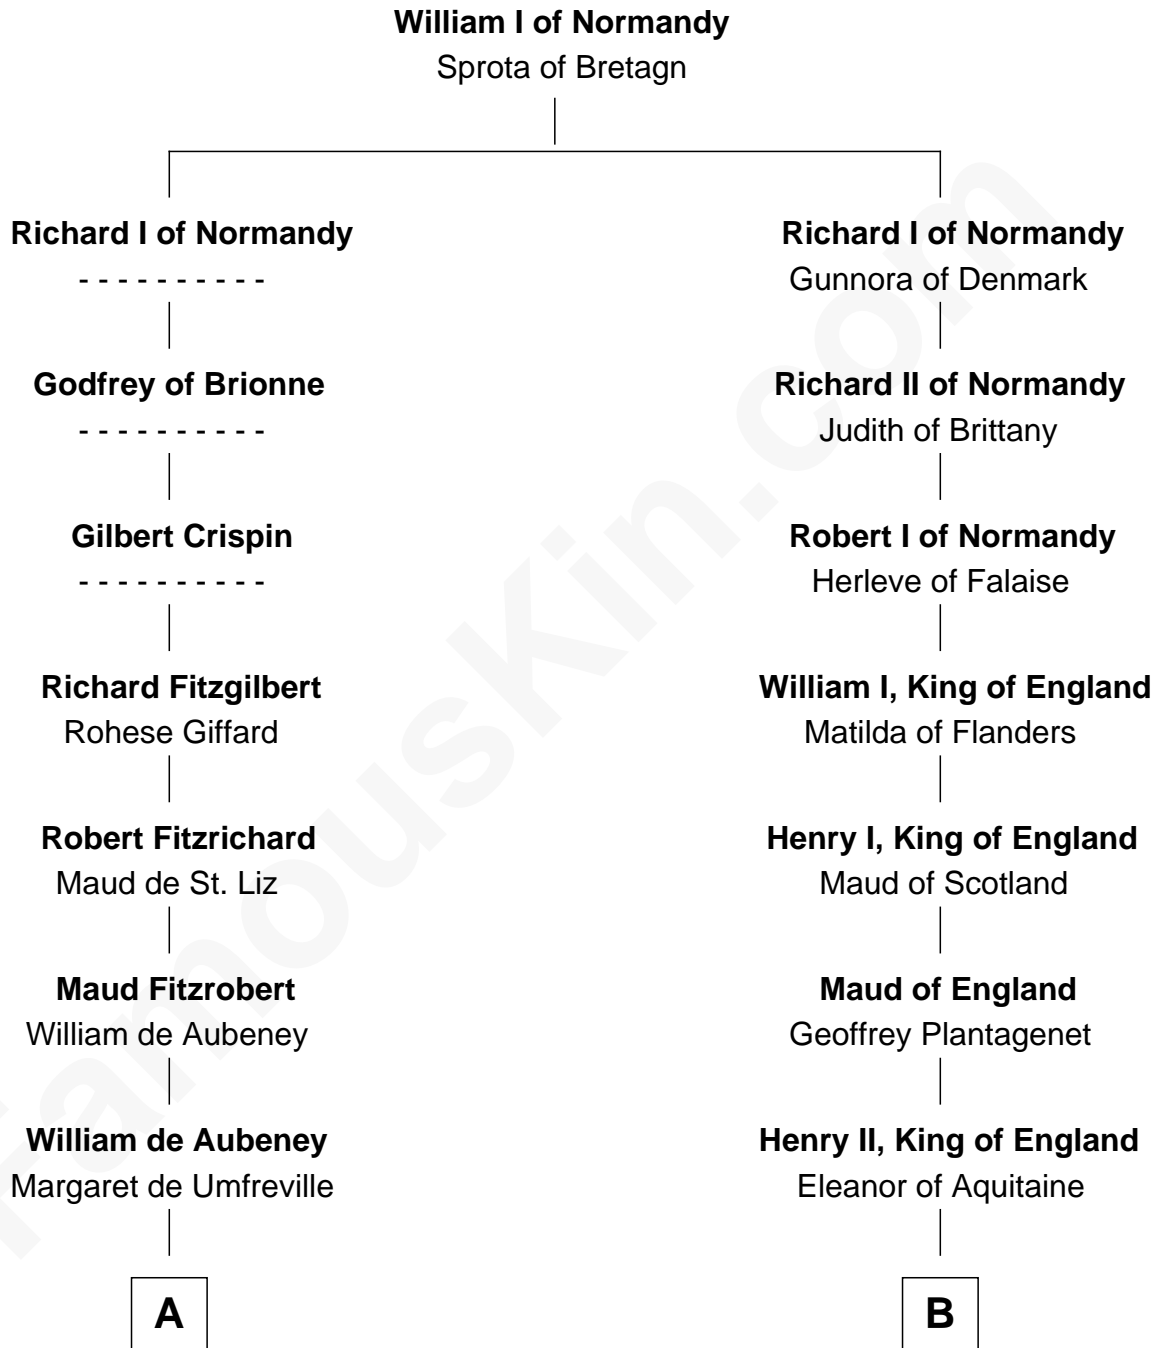 William I of Normandy
Sprota of Bretagn
Richard I of Normandy
- - - - - - - - - -
Godfrey of Brionne
- - - - - - - - - -
Gilbert Crispin
- - - - - - - - - -
Richard Fitzgilbert
Rohese Giffard
Robert Fitzrichard
Maud de St. Liz
Maud Fitzrobert
William de Aubeney
William de Aubeney
Margaret de Umfreville
A
Richard I of Normandy
Gunnora of Denmark
Richard II of Normandy
Judith of Brittany
Robert I of Normandy
Herleve of Falaise
William I, King of England
Matilda of Flanders
Henry I, King of England
Maud of Scotland
Maud of England
Geoffrey Plantagenet
Henry II, King of England
Eleanor of Aquitaine
B
FamousKin.com